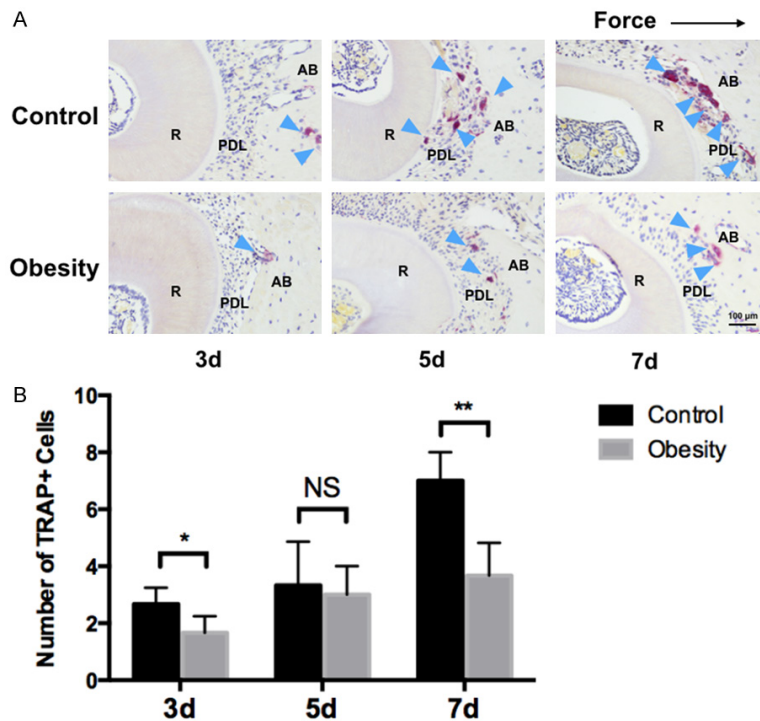 A
Force
Control
R
PDL
AB
R
PDL
AB
R
PDL
AB
Obesity
R
PDL
AB
R
PDL
AB
R
PDL
AB
100 µm
3d
5d
7d
B
Number of TRAP+ Cells
10
8
6
4
2
0
*
NS
**
3d
5d
7d
Control
Obesity